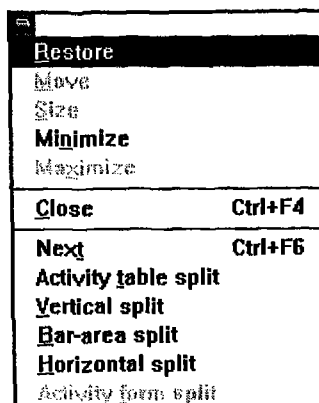 Restore
Move
Size
Minimize
Maximize
Close Ctrl+F4
Next Ctrl+F6
Activity table split
Vertical split
Bar-area split
Horizontal split
Activity form split